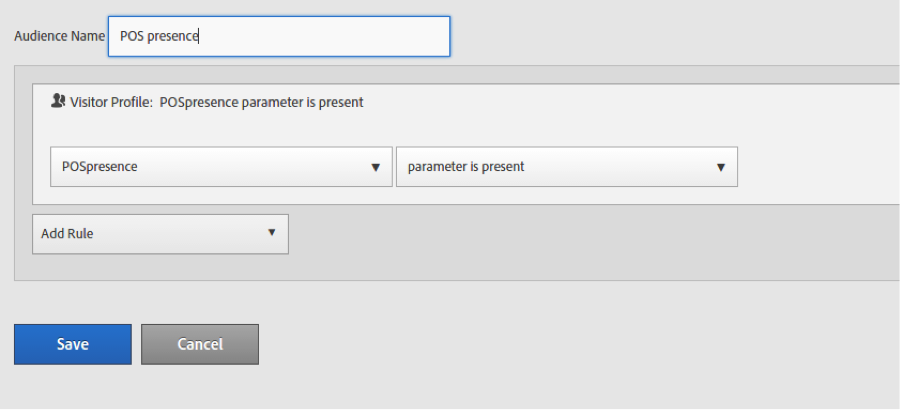 Audience Name POS presence
Visitor Profile: POSpresence parameter is present
POSpresence parameter is present
Add Rule
Save Cancel